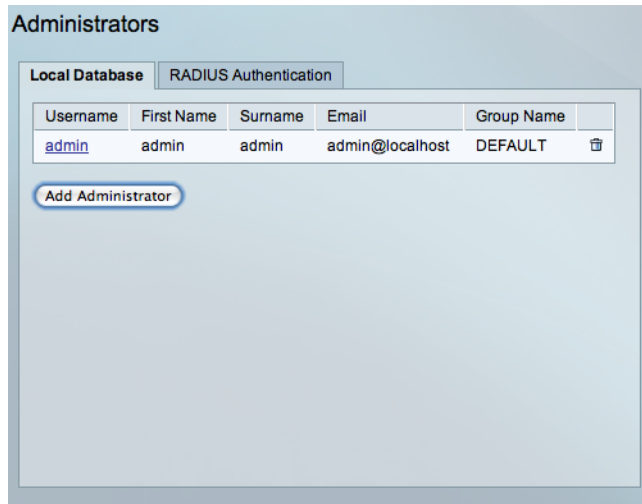 Administrators
Local Database RADIUS Authentication
Username First Name Surname Email Group Name
admin admin admin admin@localhost DEFAULT
Add Administrator